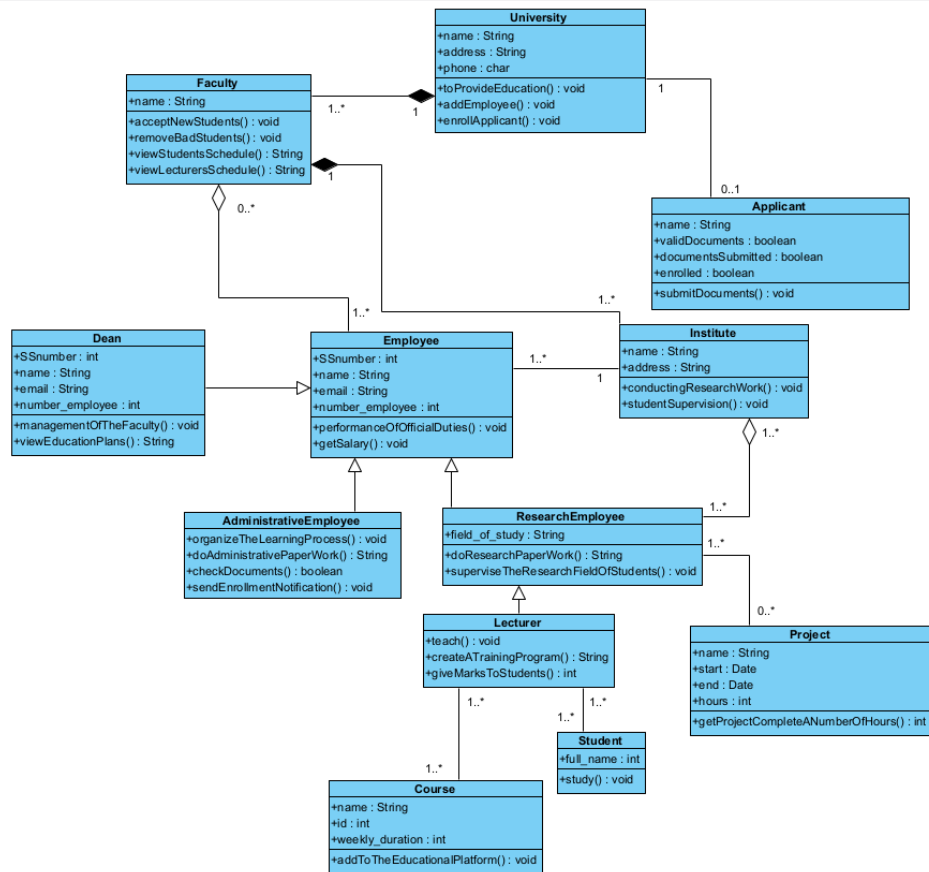 University
+name : String
+address : String
+phone : char
+toProvideEducation() : void
+addEmployee() : void
+enrollApplicant() : void
Faculty
+name : String
+acceptNewStudents() : void
+removeBadStudents() : void
+viewStudentsSchedule() : String
+viewLecturersSchedule() : String
1..*
1
1
1
0..*
0..1
Applicant
+name : String
+validDocuments : boolean
+documentsSubmitted : boolean
+enrolled : boolean
+submitDocuments() : void
1..*
1..*
Dean
+SSnumber : int
+name : String
+email : String
+number_employee : int
+managementOfTheFaculty() : void
+viewEducationPlans() : String
Employee
+SSnumber : int
+name : String
+email : String
+number_employee : int
+performanceOfOfficialDuties() : void
+getSalary() : void
1..*
1
Institute
+name : String
+address : String
+conductingResearchWork() : void
+studentSupervision() : void
1..*
1..*
AdministrativeEmployee
+organizeTheLearningProcess() : void
+doAdministrativePaperWork() : String
+checkDocuments() : boolean
+sendEnrollmentNotification() : void
ResearchEmployee
+field_of_study : String
+doResearchPaperWork() : String
+superviseTheResearchFieldOfStudents() : void
1..*
0..*
Lecturer
+teach() : void
+createATrainingProgram() : String
+giveMarksToStudents() : int
Project
+name : String
+start : Date
+end : Date
+hours : int
+getProjectCompleteANumberOfHours() : int
1..*
1..*
1..*
1..*
Student
+full_name : int
+study() : void
Course
+name : String
+id : int
+weekly_duration : int
+addToTheEducationalPlatform() : void